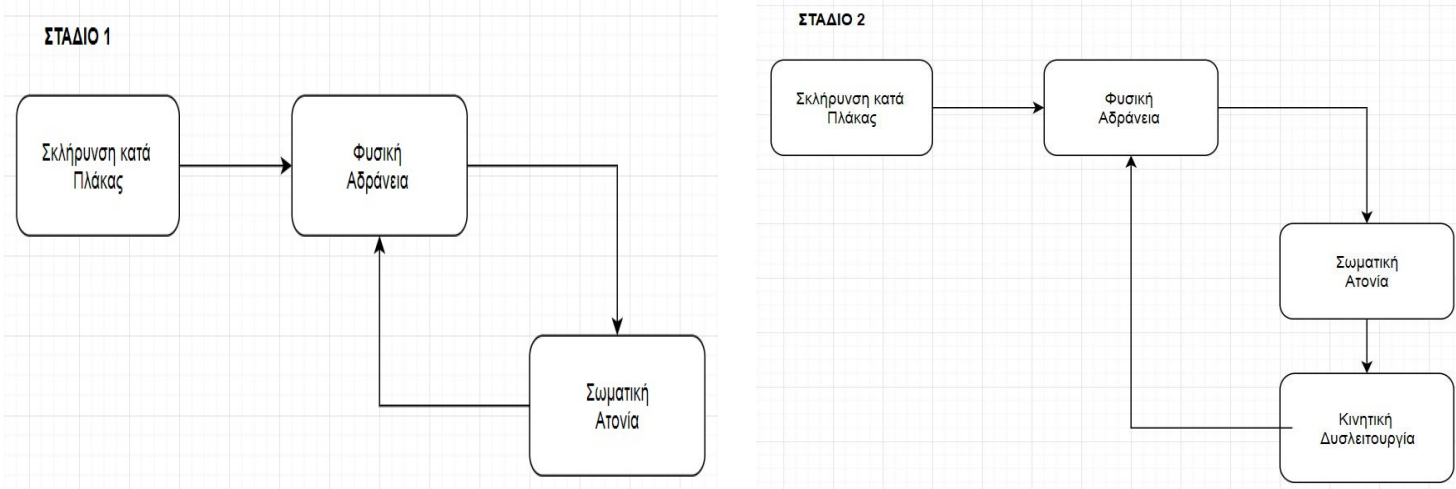 ΣΤΑΔΙΟ 1
Σκλήρυνση κατά
Πλάκας
Φυσική
Αδράνεια
Σωματική
Ατονία
ΣΤΑΔΙΟ 2
Σκλήρυνση κατά
Πλάκας
Φυσική
Αδράνεια
Σωματική
Ατονία
Κινητική
Δυσλειτουργία